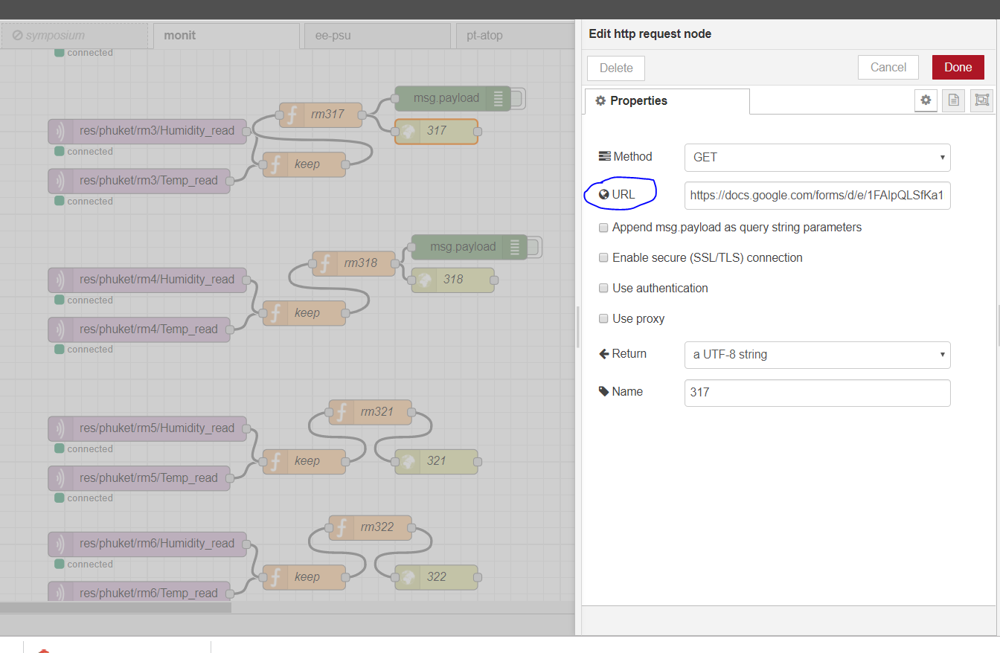 symposium
monit
ee-psu
pt-atop
connected
msg.payload
rm317
res/phuket/rm3/Humidity_read
317
connected
keep
res/phuket/rm3/Temp_read
connected
msg.payload
rm318
res/phuket/rm4/Humidity_read
318
connected
keep
res/phuket/rm4/Temp_read
connected
rm321
res/phuket/rm5/Humidity_read
connected
keep
321
res/phuket/rm5/Temp_read
connected
rm322
res/phuket/rm6/Humidity_read
connected
keep
322
res/phuket/rm6/Temp_read
Edit http request node
Delete
Cancel
Done
Properties
Method
GET
URL
https://docs.google.com/forms/d/e/1FAIpQLSfKa1
Append msg.payload as query string parameters
Enable secure (SSL/TLS) connection
Use authentication
Use proxy
Return
a UTF-8 string
Name
317